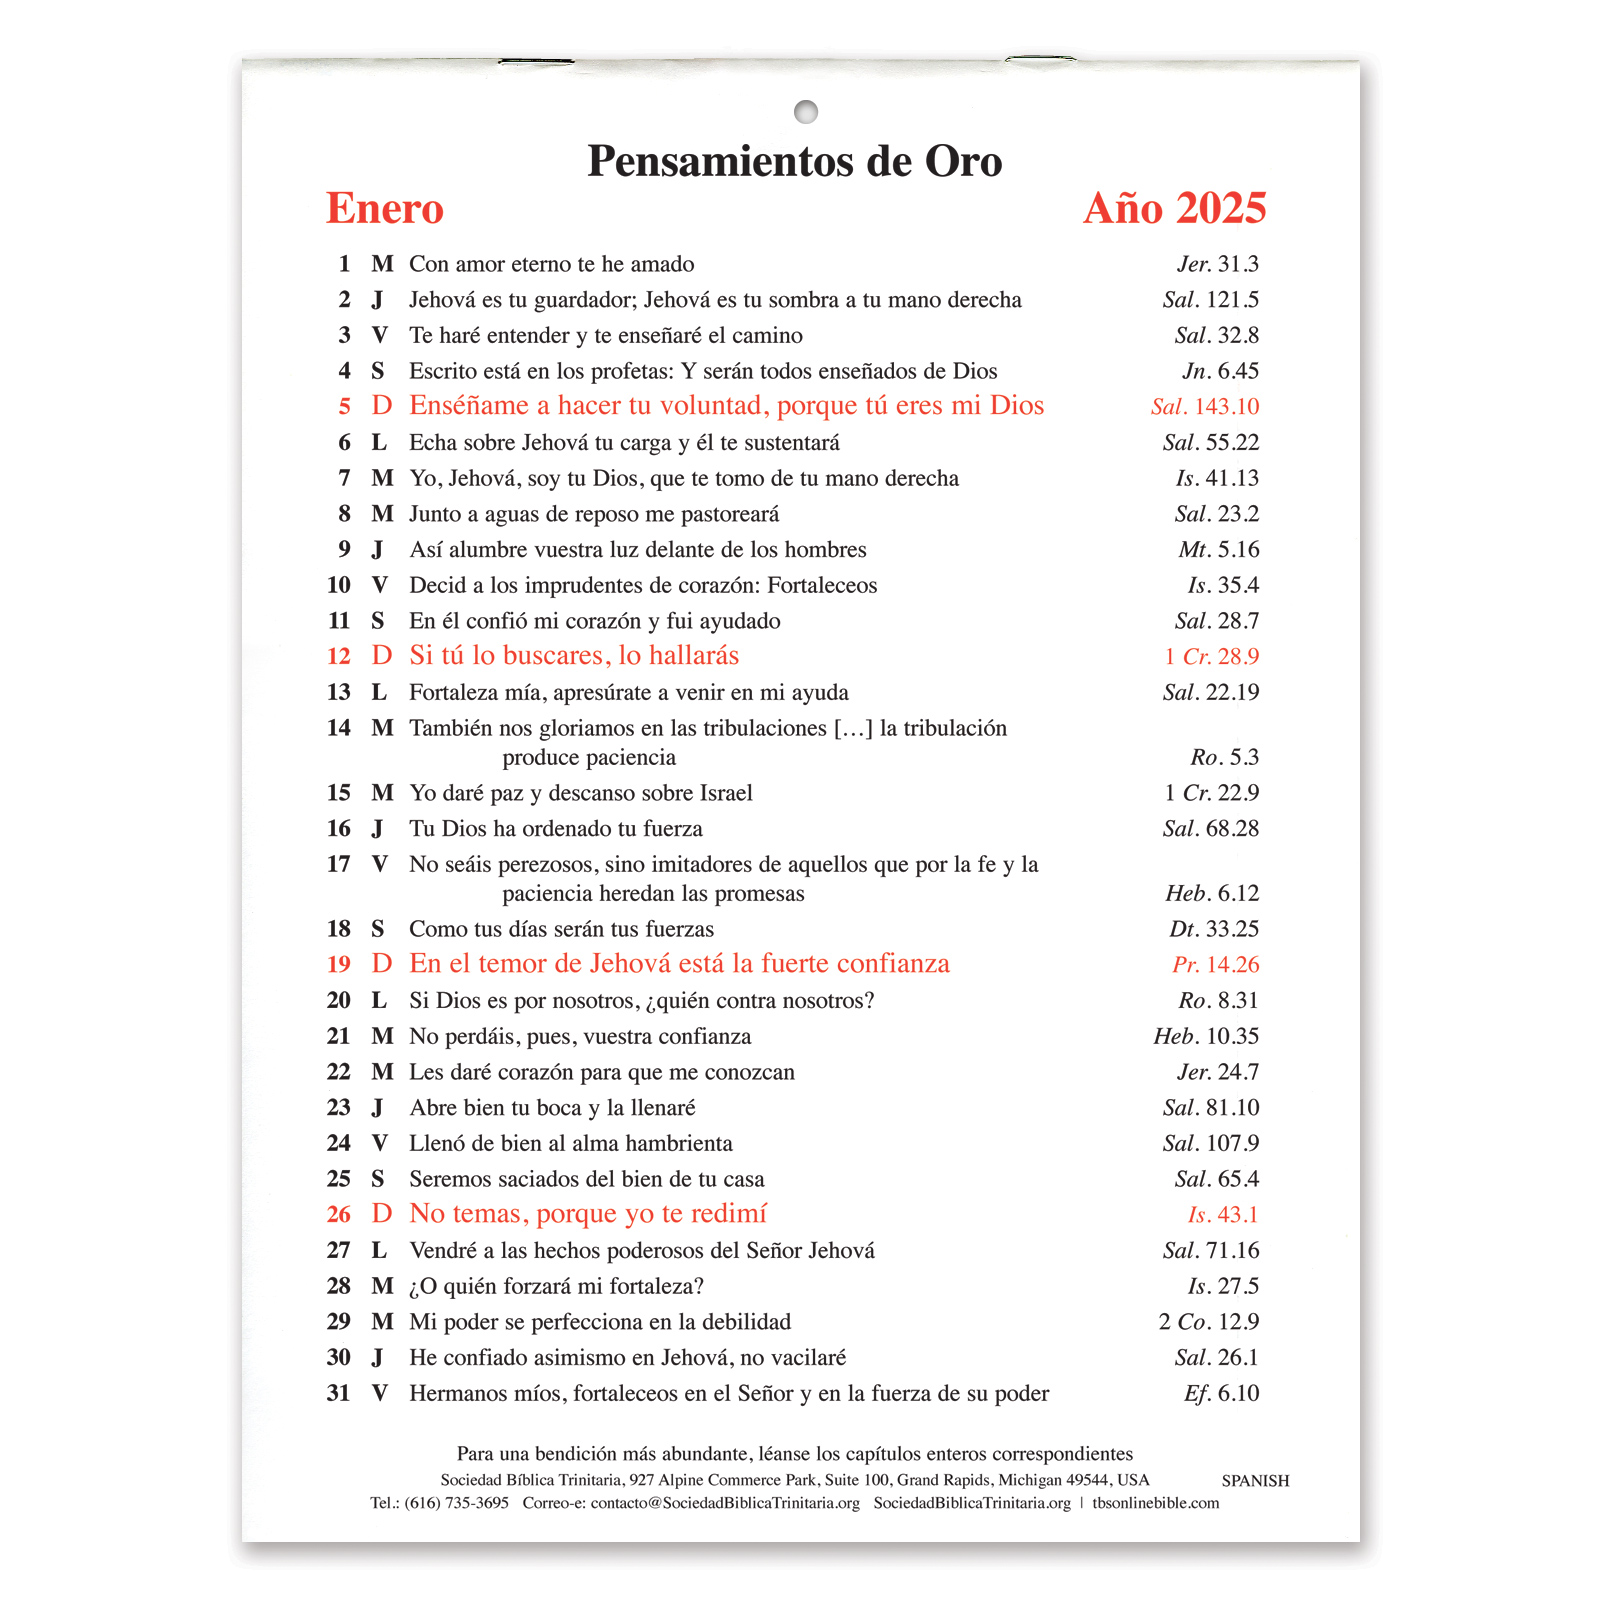 Pensamientos de Oro
Enero Año 2025
1 M Con amor eterno te he amado Jer. 31.3
2 J Jehová es tu guardador; Jehová es tu sombra a tu mano derecha Sal. 121.5
3 V Te haré entender y te enseñaré el camino Sal. 32.8
4 S Escrito está en los profetas: Y serán todos enseñados de Dios Jn. 6.45
5 D Enséñame a hacer tu voluntad, porque tú eres mi Dios Sal. 143.10
6 L Echa sobre Jehová tu carga y él te sustentará Sal. 55.22
7 M Yo, Jehová, soy tu Dios, que te tomo de tu mano derecha Is. 41.13
8 M Junto a aguas de reposo me pastoreará Sal. 23.2
9 J Así alumbre vuestra luz delante de los hombres Mt. 5.16
10 V Decid a los imprudentes de corazón: Fortaleceos Is. 35.4
11 S En él confió mi corazón y fui ayudado Sal. 28.7
12 D Si tú lo buscares, lo hallarás 1 Cr. 28.9
13 L Fortaleza mía, apresúrate a venir en mi ayuda Sal. 22.19
14 M También nos gloriamos en las tribulaciones […] la tribulación
produce paciencia Ro. 5.3
15 M Yo daré paz y descanso sobre Israel 1 Cr. 22.9
16 J Tu Dios ha ordenado tu fuerza Sal. 68.28
17 V No seáis perezosos, sino imitadores de aquellos que por la fe y la
paciencia heredan las promesas Heb. 6.12
18 S Como tus días serán tus fuerzas Dt. 33.25
19 D En el temor de Jehová está la fuerte confianza Pr. 14.26
20 L Si Dios es por nosotros, ¿quién contra nosotros? Ro. 8.31
21 M No perdáis, pues, vuestra confianza Heb. 10.35
22 M Les daré corazón para que me conozcan Jer. 24.7
23 J Abre bien tu boca y la llenaré Sal. 81.10
24 V Llenó de bien al alma hambrienta Sal. 107.9
25 S Seremos saciados del bien de tu casa Sal. 65.4
26 D No temas, porque yo te redimí Is. 43.1
27 L Vendré a las hechos poderosos del Señor Jehová Sal. 71.16
28 M ¿O quién forzará mi fortaleza? Is. 27.5
29 M Mi poder se perfecciona en la debilidad 2 Co. 12.9
30 J He confiado asimismo en Jehová, no vacilaré Sal. 26.1
31 V Hermanos míos, fortaleceos en el Señor y en la fuerza de su poder Ef. 6.10
Para una bendición más abundante, léanse los capítulos enteros correspondientes
Sociedad Bíblica Trinitaria, 927 Alpine Commerce Park, Suite 100, Grand Rapids, Michigan 49544, USA SPANISH
Tel.: (616) 735-3695 Correo-e: contacto@SociedadBiblicaTrinitaria.org SociedadBiblicaTrinitaria.org | tbsonlinebible.com